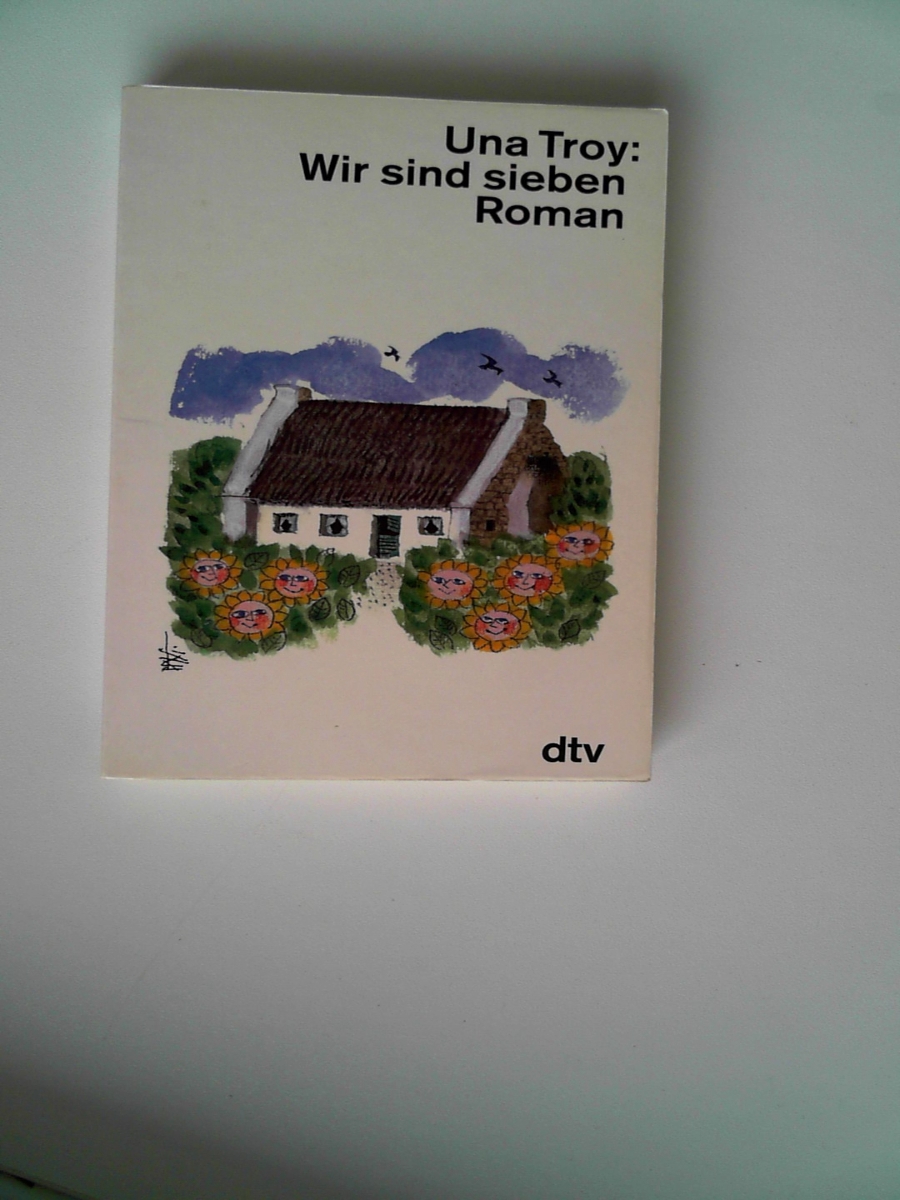 Una Troy:
Wir sind sieben
Roman
dtv